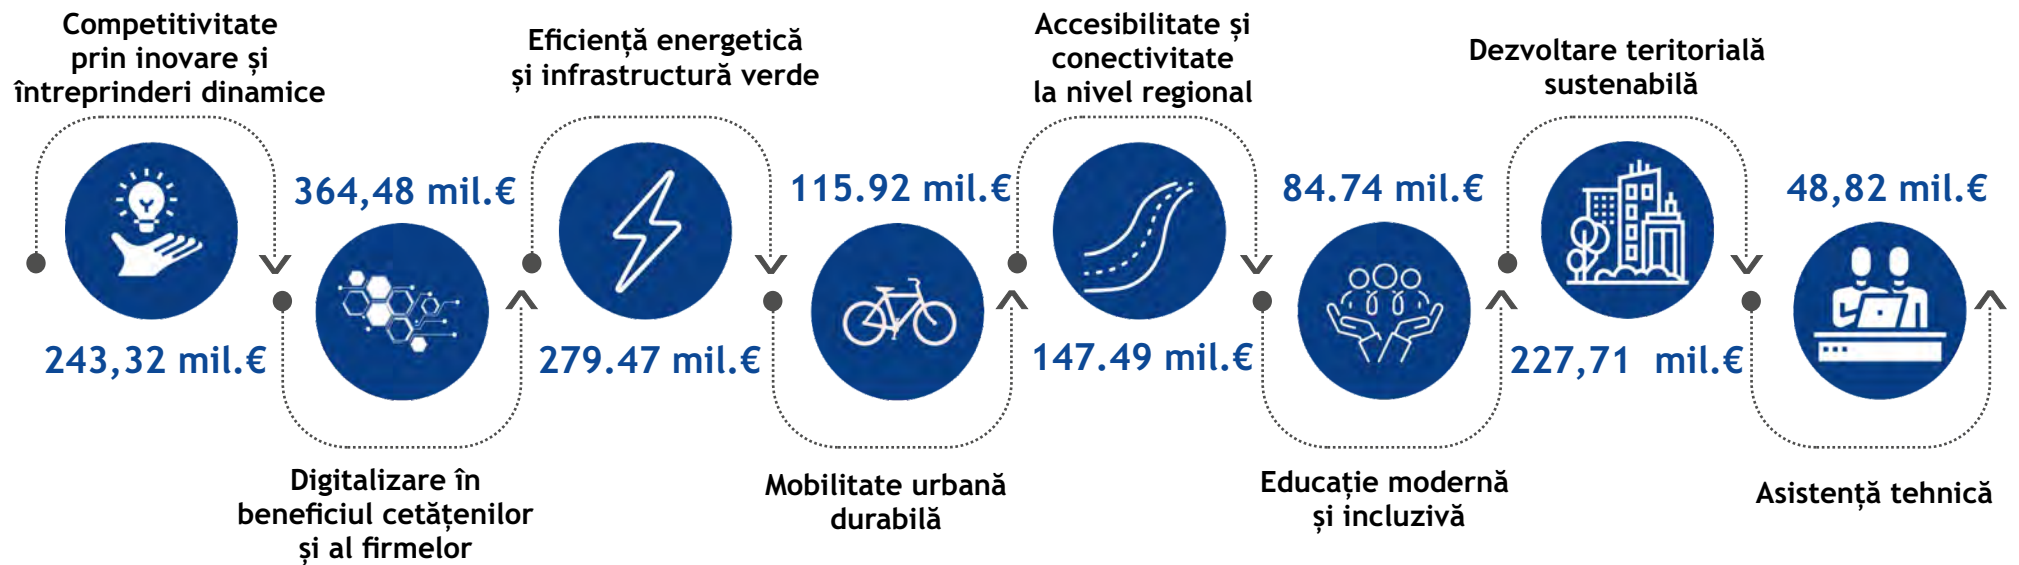 Competitivitate
prin inovare și
întreprinderi dinamice
243,32 mil.€
364,48 mil.€
Digitalizare în
beneficiul cetățenilor
și al firmelor
Eficiență energetică
și infrastructură verde
279.47 mil.€
115.92 mil.€
Mobilitate urbană
durabilă
Accesibilitate și
conectivitate
la nivel regional
147.49 mil.€
84.74 mil.€
Educație modernă
și incluzivă
Dezvoltare teritorială
sustenabilă
227,71  mil.€
48,82 mil.€
Asistență tehnică